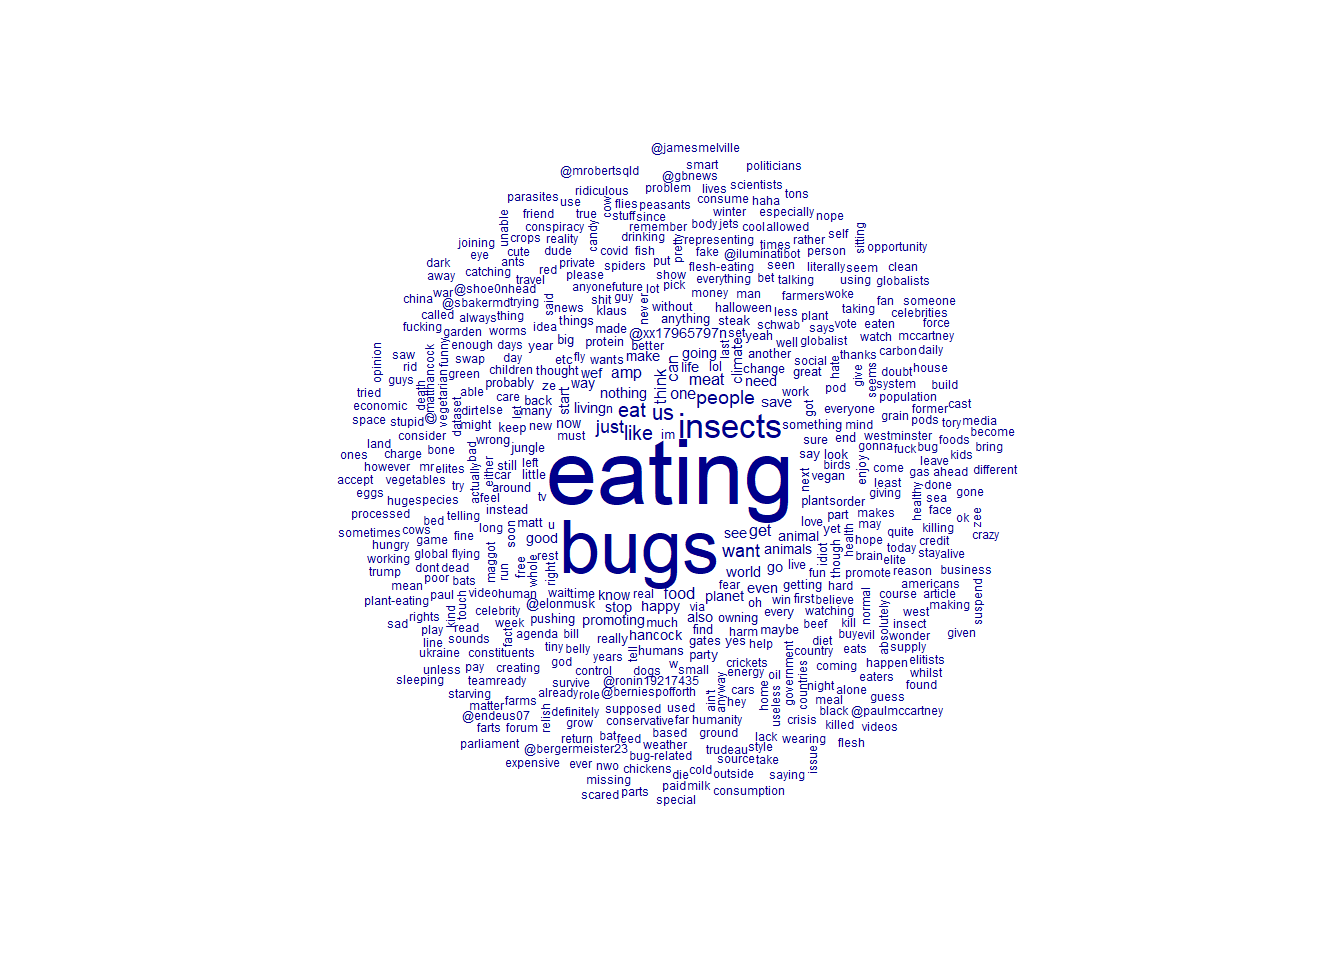 @jamesmelville
smart politicians
@mrobertsqld @gbnews
ridiculous problem lives scientists
parasites use cow flies peasants consume haha tons
friend true stuff since winter especially nope
unable conspiracy candy remember body jets cool allowed self sitting
joining crops reality drinking pretty representing times rather opportunity
eye cute dude covid fish fake @iluminatibot person
dark ants red private spiders put flesh-eating seen literally seem clean
away catching travel please show everything bet talking using globalists
war @shoe0nhead said anyone future lot pick money man farmers woke fan someone
china @sbakermd trying news shit guy never without halloween less plant taking celebrities
called always thing things klaus anything steak schwab says vote eaten force
fucking garden worms idea made @xx17965797n set yeah well globalist watch mccartney
opinion saw @matthancock vegetarian funny enough days year big protein better last climate another social hate thanks carbon daily
rid swap day etc fly wants make going life lol change great give seems doubt house
guys green children thought wef amp can meat need system build
tried death probably ze way nothing think one people save work pod population
economic dataset able care back start livingn eat us got everyone grain former cast
space stupid dirt else let many now just like im insects something mind pods tory media
might keep new must sure end westminster foods become
land consider actually bad wrong jungle eating say look gonna fuck bug bring
ones charge bone still left next birds enjoy come leave kids
however mr elites either car little vegan gas ahead different
accept vegetables try feel around tv plants order least giving healthy done gone
eggs huge species instead bugs love part makes sea
processed bed telling long soon matt u see get yet may face ok zee
sometimes cows game fine good want animal idiot health hope quite killing crazy
hungry global flying maggot rest animals though brain today credit
working dont dead run free whole right world go live fun promote elite stay alive
trump poor bats fear even getting hard reason business
mean paul video human wait time know real food planet oh win first believe normal course americans article
plant-eating kind touch celebrity @elonmusk stop happy via every watching absolutely west making suspend
rights week pushing promoting much also owning beef kill insect given
sad play read fact agenda bill really hancock find harm maybe buy evil wonder
line sounds tiny belly tell humans gates yes help diet eats supply
ukraine constituents god years party country elitists
unless pay creating control dogs w small crickets coming happen whilst
sleeping team ready survive @ronin19217435 energy oil government countries night eaters found
starving farms already role @berniespofforth ain't anyway cars home useless alone guess
matter relish definitely supposed used hey meal black @paulmccartney
@endeus07 grow conservative far humanity crisis killed videos
farts forum return bat feed based ground lack wearing
parliament @bergermeister23 weather trudeau style issue flesh
expensive ever nwo bug-related source take
missing chickens die cold outside saying
scared parts paid milk consumption
special